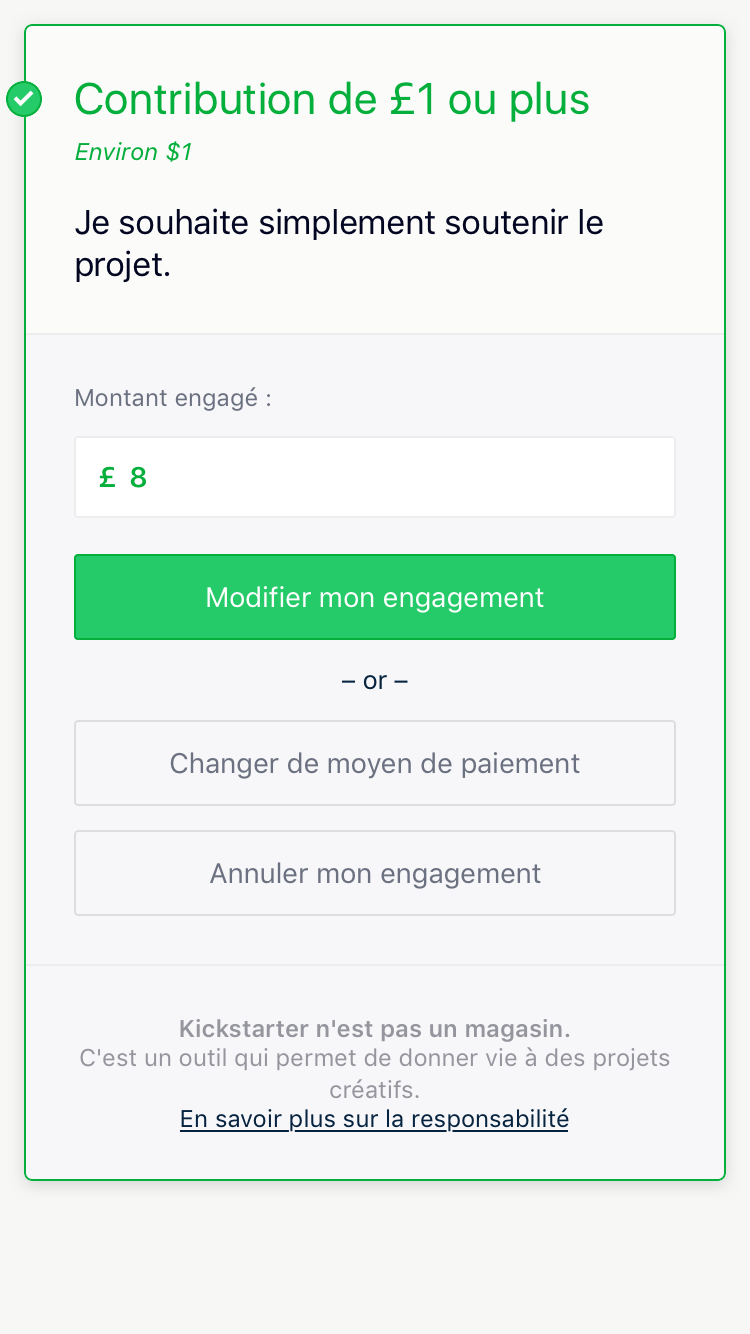 Contribution de £1 ou plus
Environ $1
Je souhaite simplement soutenir le
projet.
Montant engagé :
£ 8
Modifier mon engagement
– or –
Changer de moyen de paiement
Annuler mon engagement
Kickstarter n'est pas un magasin.
C'est un outil qui permet de donner vie à des projets
créatifs.
En savoir plus sur la responsabilité